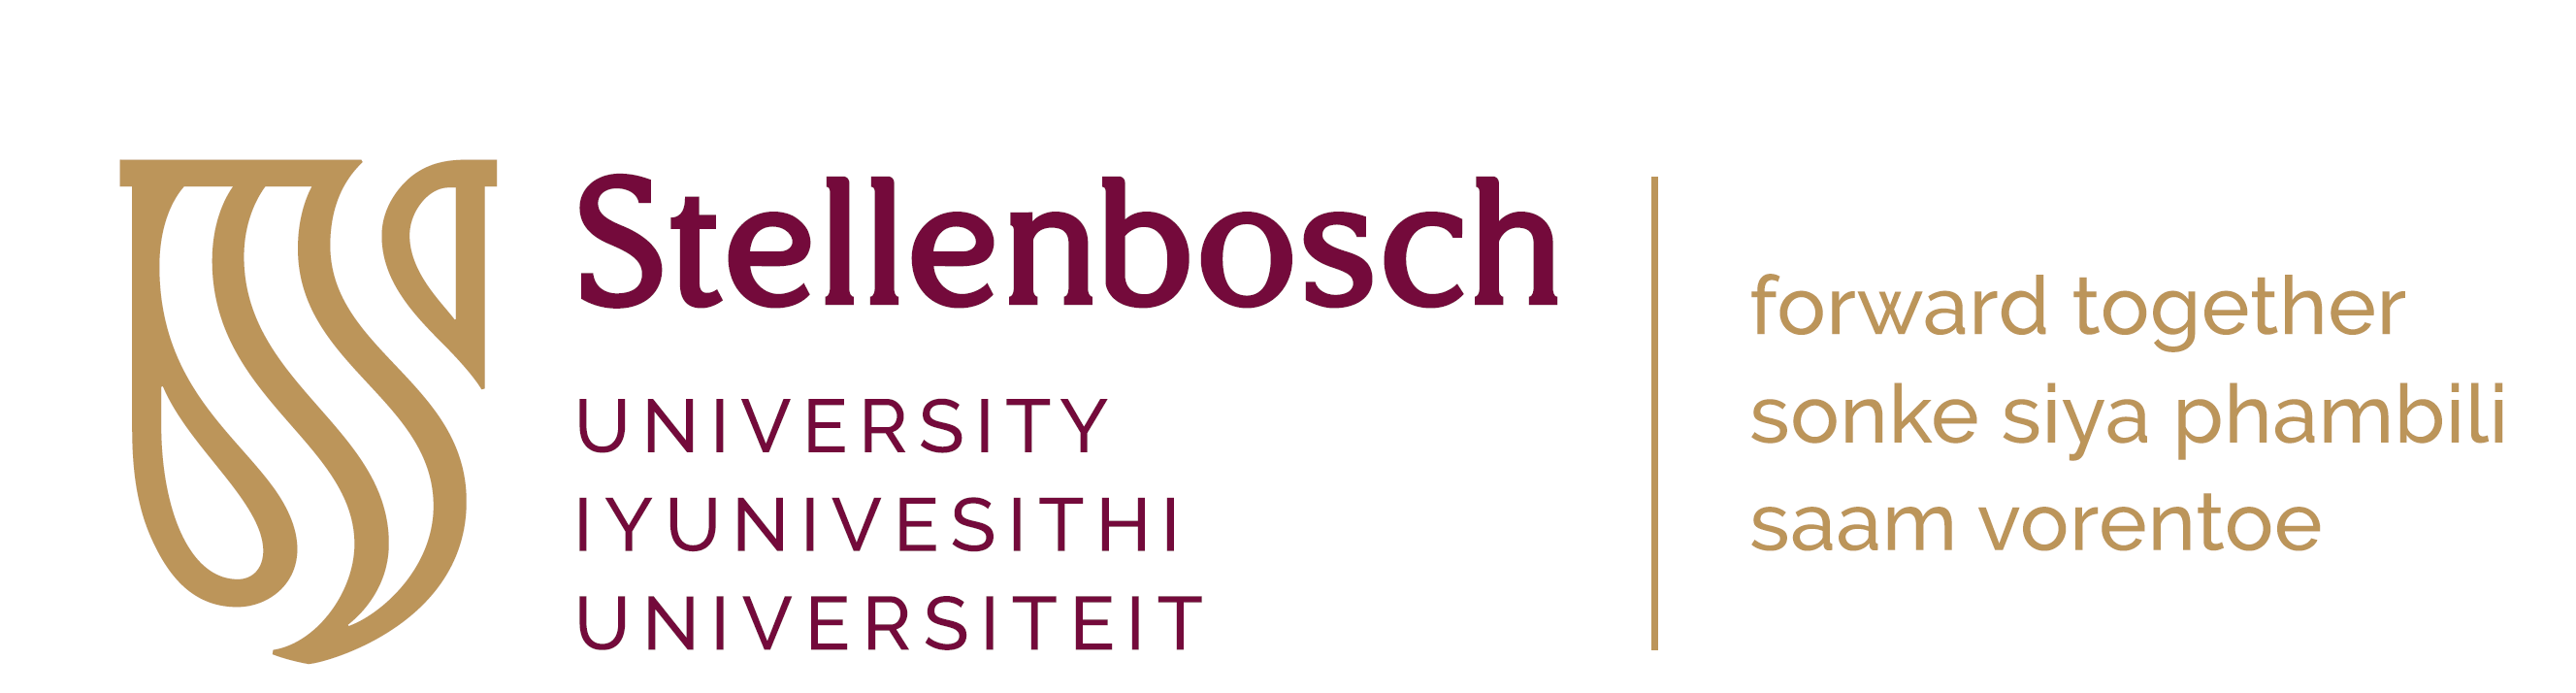 Stellenbosch
UNIVERSITY
IYUNIVESITHI
UNIVERSITEIT
forward together
sonke siya phambili
saam vorentoe